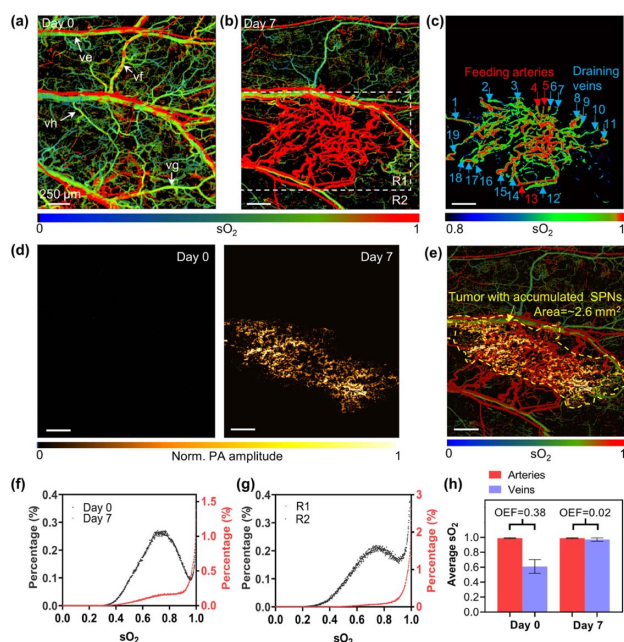 (a)
Day 0
ve
vf
vh
vg
250 µm
(b)
Day 7
R1
R2
0
sO2
1
(c)
Feeding arteries
Draining veins
1
2
3
4
5
6
7
8
9
10
11
12
13
14
15
16
17
18
19
0.8
sO2
1
(d)
Day 0
Day 7
0
Norm. PA amplitude
1
(e)
Tumor with accumulated SPNs
Area=~2.6 mm2
0
sO2
1
(f)
Percentage (%)
0.4
0.3
0.2
0.1
0
Day 0
Day 7
1.5
1.0
0.5
0.2
0
Percentage (%)
0 0.2 0.4 0.6 0.8 1.0
sO2
(g)
Percentage (%)
0.4
0.3
0.2
0.1
0
R1
R2
3
2
1
0
Percentage (%)
0 0.2 0.4 0.6 0.8 1.0
sO2
(h)
Arteries
Veins
OEF=0.38
OEF=0.02
Average sO2
1.0
0.8
0.6
0.4
0.2
0
Day 0
Day 7